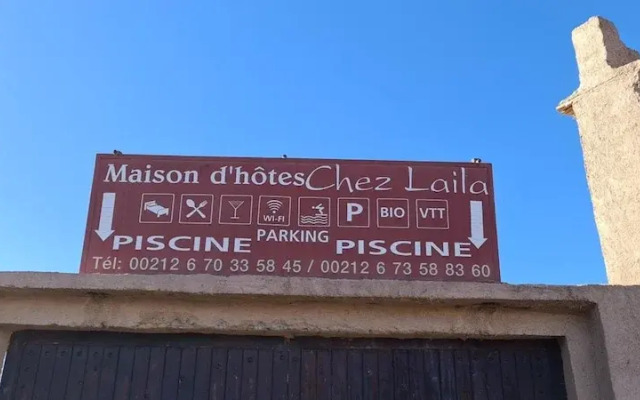 Maison d'hôtes Chez Laila
WI-FI P BIO VTT
PISCINE PARKING PISCINE
Tél: 00212 6 70 33 58 45 / 00212 6 73 58 83 60